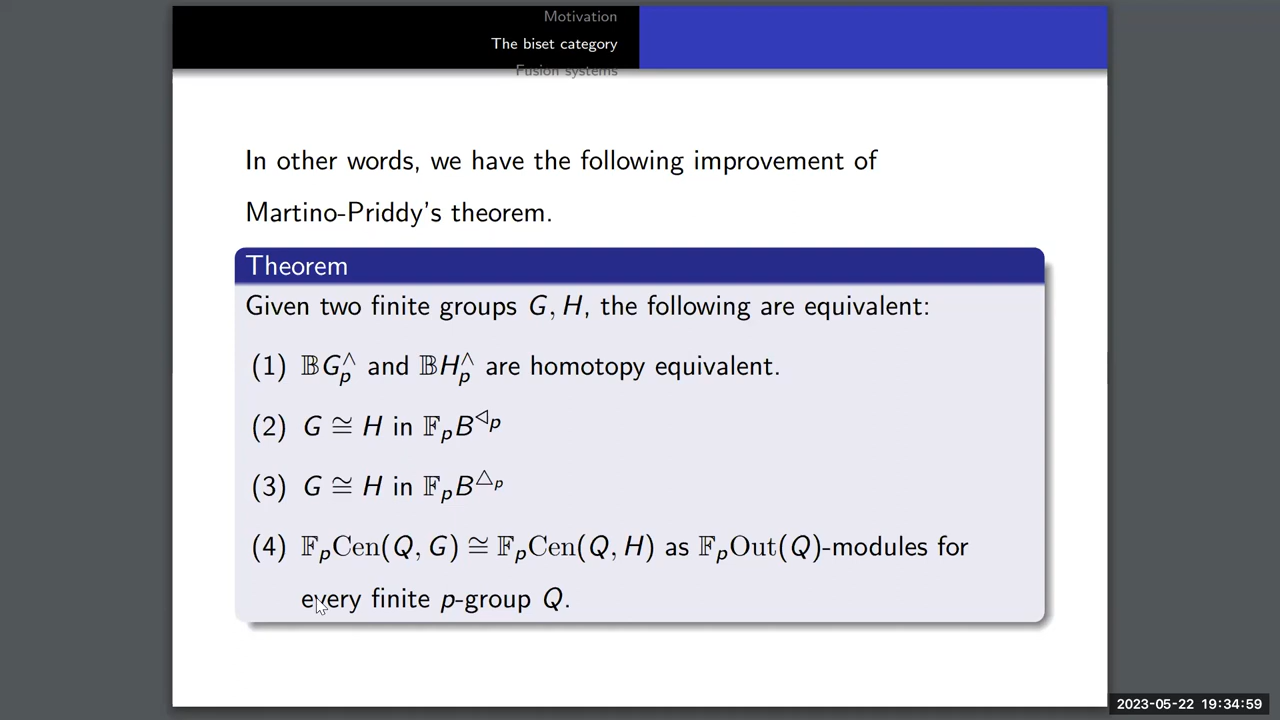 Motivation
The biset category
Fusion systems
In other words, we have the following improvement of
Martino-Priddy's theorem.
Theorem
Given two finite groups G, H, the following are equivalent:
(1) 𝔹G^∧_p and 𝔹H^∧_p are homotopy equivalent.
(2) G ≅ H in 𝔽_pB^{◁_p}
(3) G ≅ H in 𝔽_pB^{△_p}
(4) 𝔽_pCen(Q, G) ≅ 𝔽_pCen(Q, H) as 𝔽_pOut(Q)-modules for
every finite p-group Q.
2023-05-22 19:34:59